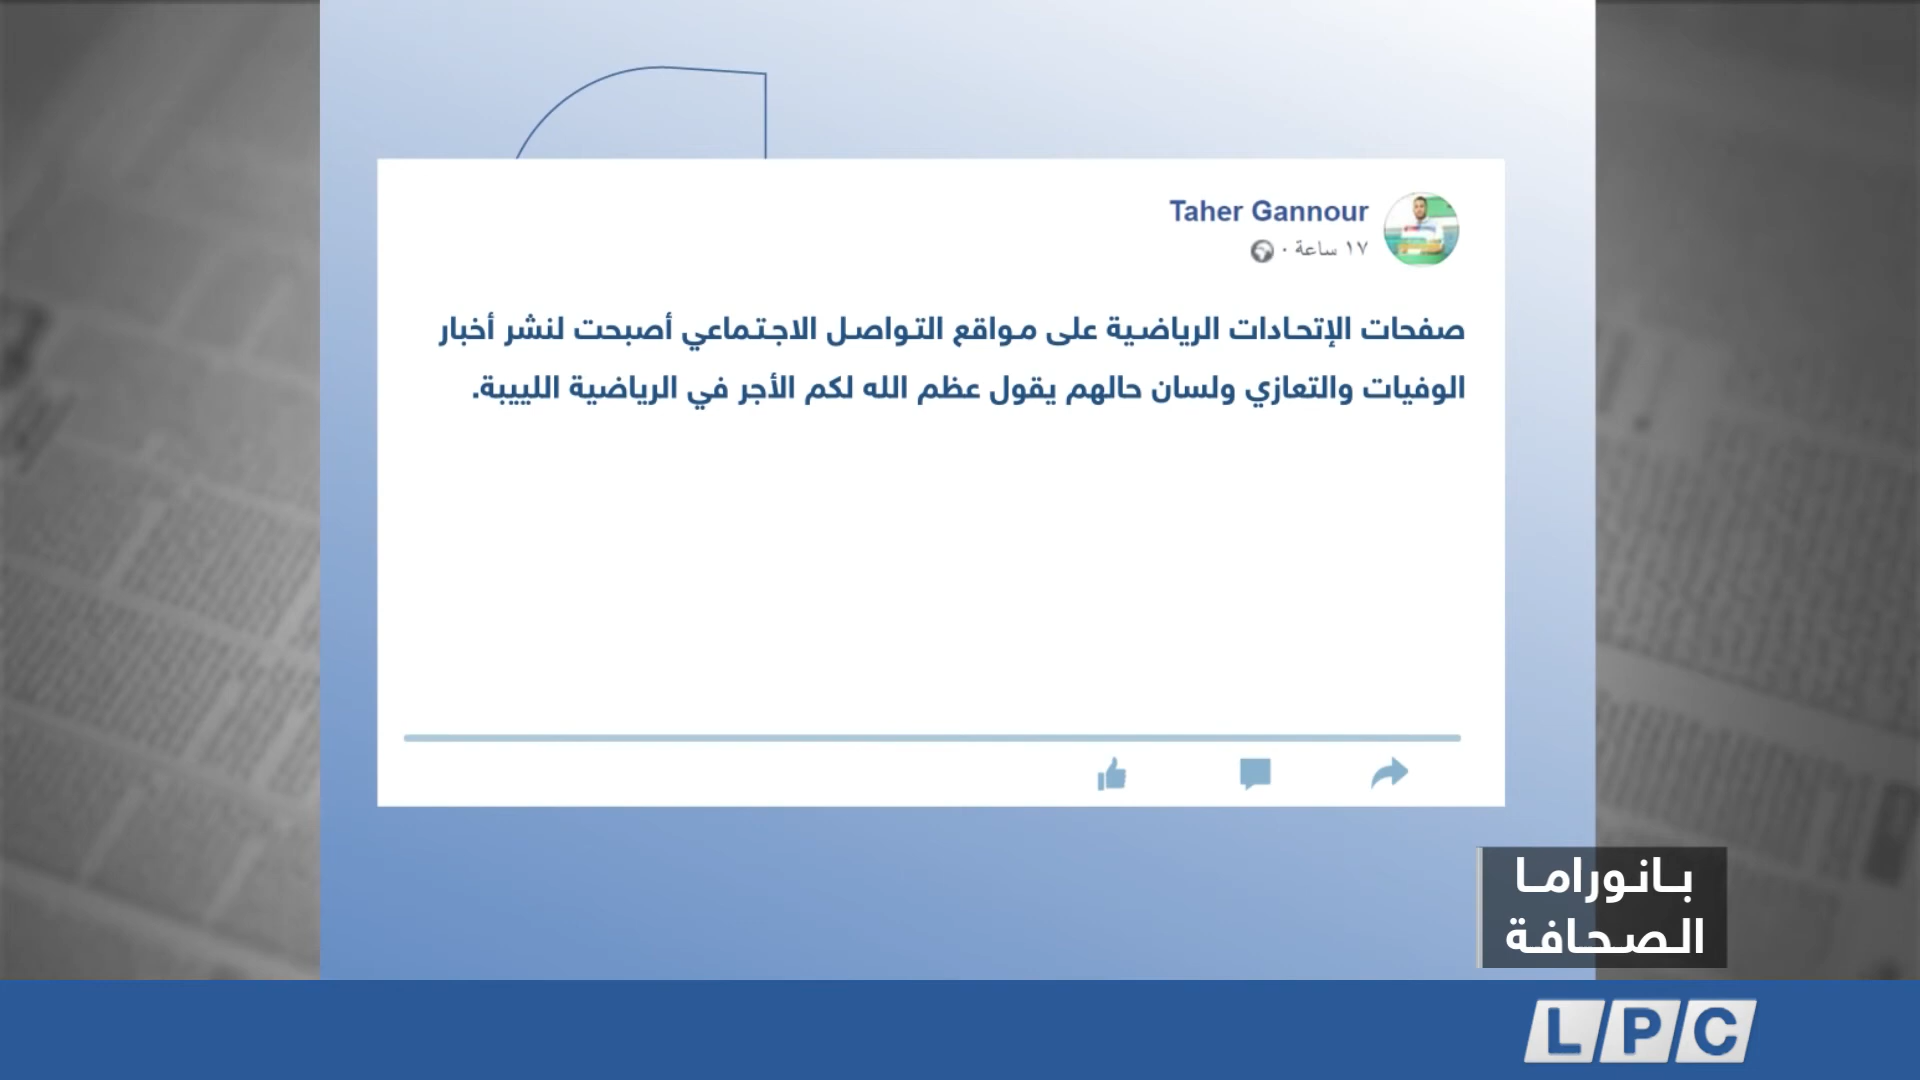 Taher Gannour
١٧ ساعة ·
صفحات الإتحادات الرياضية على مواقع التواصل الاجتماعي أصبحت لنشر أخبار
الوفيات والتعازي ولسان حالهم يقول عظم الله لكم الأجر في الرياضية الليبية.
بانوراما
الصحافة
LPC